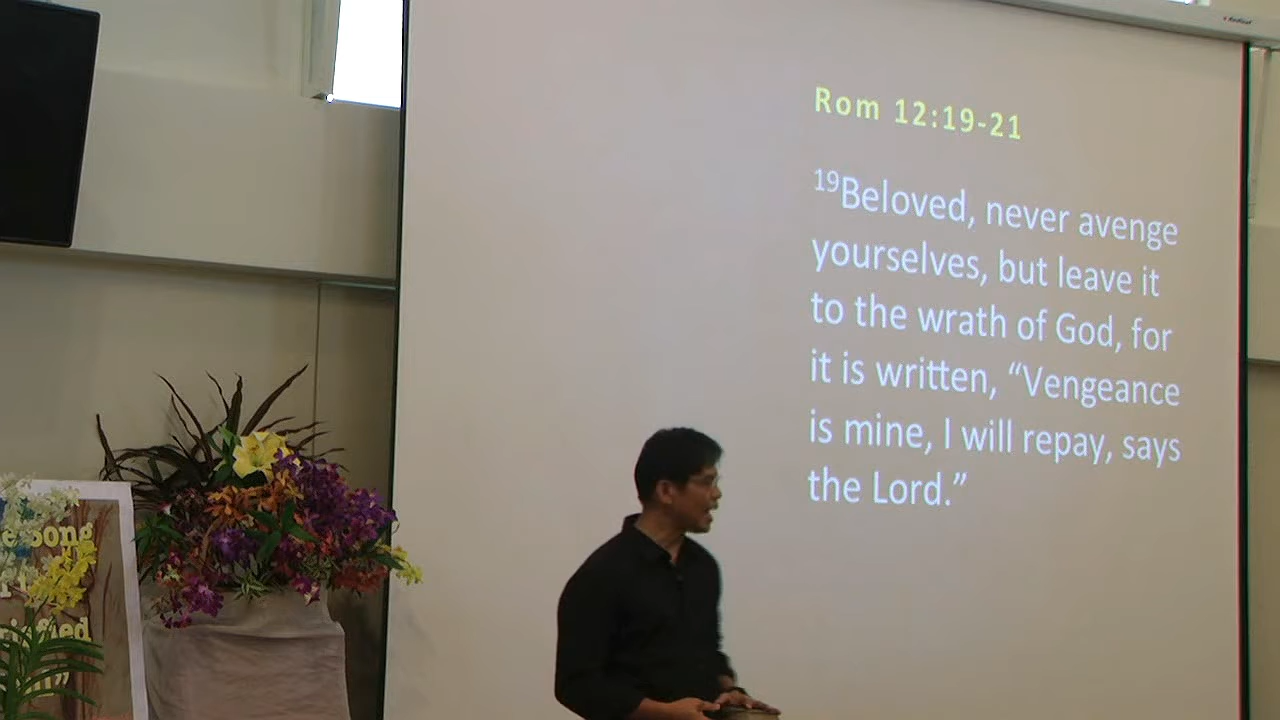 Rom 12:19-21
19Beloved, never avenge
yourselves, but leave it
to the wrath of God, for
it is written, “Vengeance
is mine, I will repay, says
the Lord.”
Song